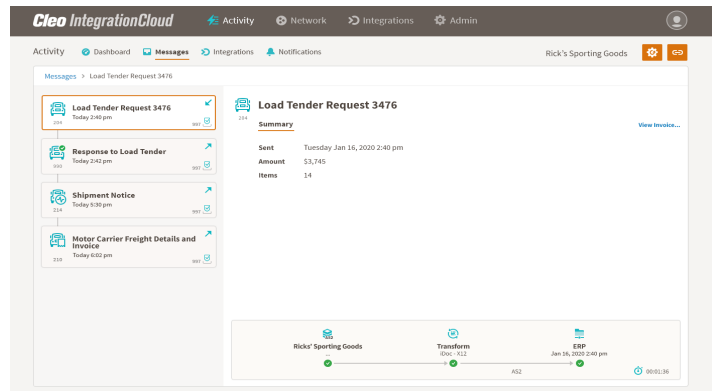 Cleo IntegrationCloud
Activity
Network
Integrations
Admin
Activity
Dashboard
Messages
Integrations
Notifications
Rick's Sporting Goods
Messages > Load Tender Request 3476
Load Tender Request 3476
Today 2:40 pm
204
997
Response to Load Tender
Today 2:42 pm
990
997
Shipment Notice
Today 5:30 pm
214
997
Motor Carrier Freight Details and
Invoice
Today 6:02 pm
210
997
204
Load Tender Request 3476
Summary
View Invoice...
Sent Tuesday Jan 16, 2020 2:40 pm
Amount $3,745
Items 14
AS2
Ricks' Sporting Goods
...
Transform
iDoc - X12
ERP
Jan 16, 2020 2:40 pm
AS2
00:01:36